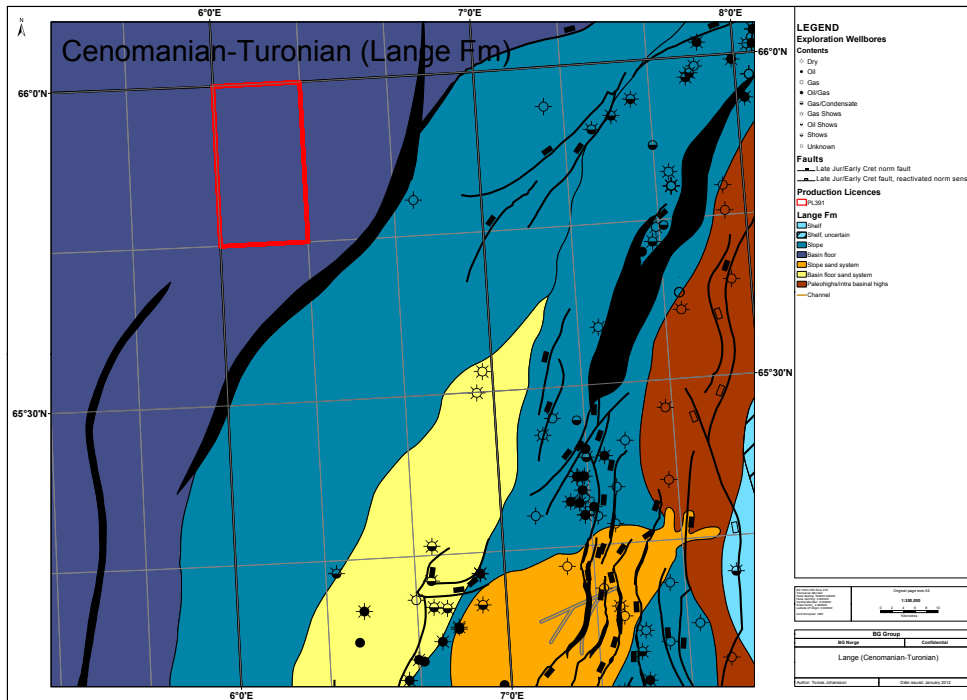 N
6°0'E
7°0'E
8°0'E
Cenomanian-Turonian (Lange Fm)
66°0'N
66°0'N
65°30'N
65°30'N
6°0'E
7°0'E
LEGEND
Exploration Wellbores
Contents
Dry
Oil
Gas
Oil/Gas
Gas/Condensate
Gas Shows
Oil Shows
Shows
Unknown
Faults
Late Jur/Early Cret norm fault
Late Jur/Early Cret fault, reactivated norm sens
Production Licences
PL391
Lange Fm
Shelf
Shelf, uncertain
Slope
Basin floor
Slope sand system
Basin floor sand system
Paleohighs/intra basinal highs
Channel
Original page size A2
Kilometres
BG Group
BG Norge
Confidential
Lange (Cenomanian-Turonian)
Author: Tomas Johansson
Date issued: January 2012